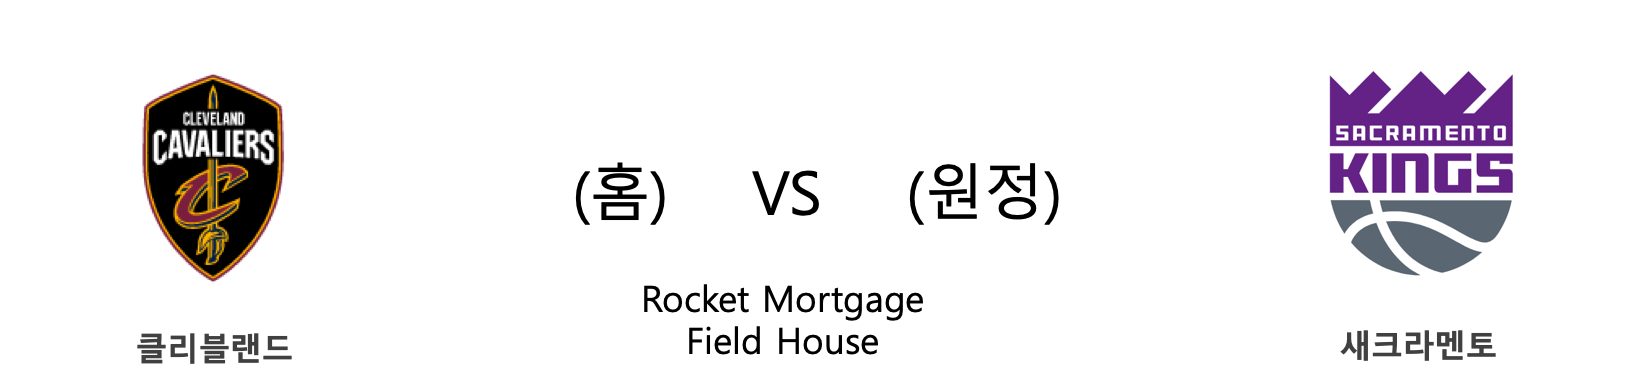 CLEVELAND
CAVALIERS
클리블랜드
(홈) VS (원정)
Rocket Mortgage
Field House
SACRAMENTO
KINGS
새크라멘토